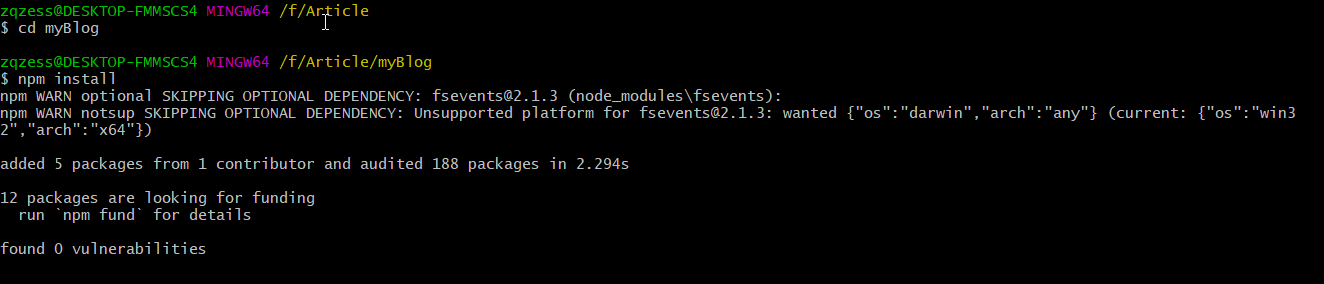 zqzess@DESKTOP-FMMSCS4 MINGW64 /f/Article
$ cd myBlog
zqzess@DESKTOP-FMMSCS4 MINGW64 /f/Article/myBlog
$ npm install
npm WARN optional SKIPPING OPTIONAL DEPENDENCY: fsevents@2.1.3 (node_modules\fsevents):
npm WARN notsup SKIPPING OPTIONAL DEPENDENCY: Unsupported platform for fsevents@2.1.3: wanted {"os":"darwin","arch":"any"} (current: {"os":"win3
2","arch":"x64"})
added 5 packages from 1 contributor and audited 188 packages in 2.294s
12 packages are looking for funding
  run `npm fund` for details
found 0 vulnerabilities